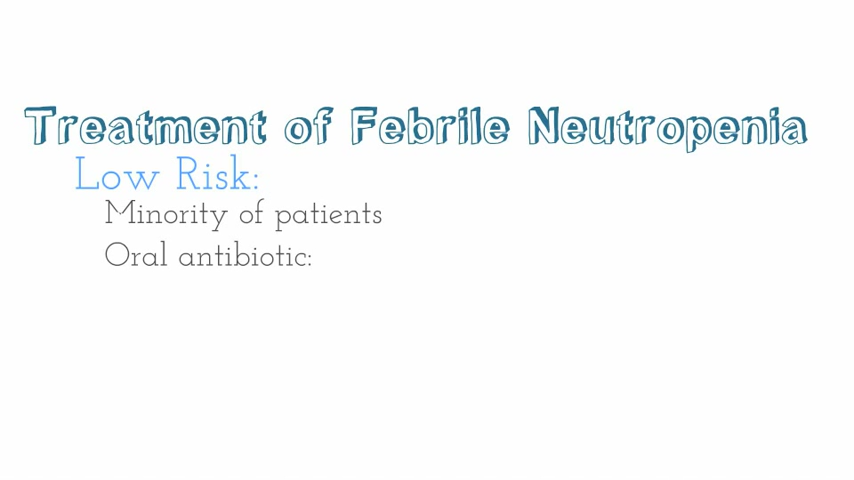 Treatment of Febrile Neutropenia
Low Risk:
Minority of patients
Oral antibiotic: